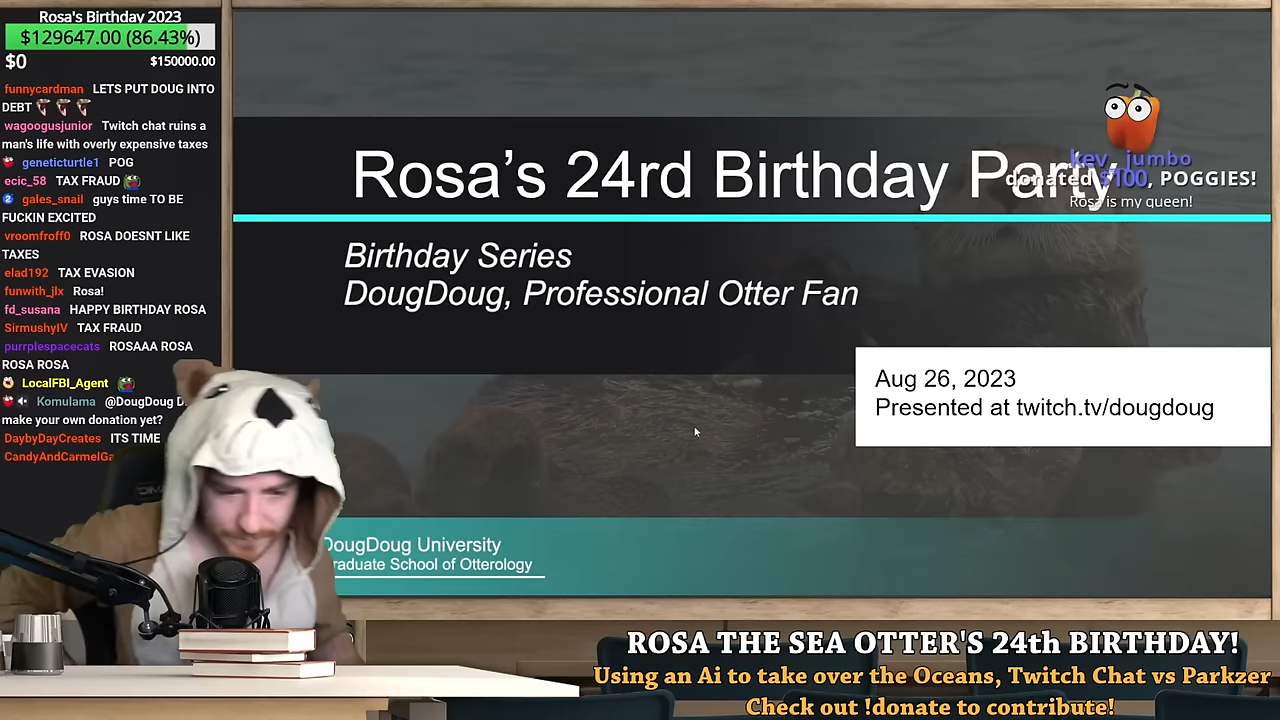 Rosa's Birthday 2023
$129647.00 (86.43%)
$0
$150000.00
funnycardman LETS PUT DOUG INTO
DEBT
wagoogusjunior Twitch chat ruins a
man's life with overly expensive taxes
geneticturtle1 POG
ecic_58 TAX FRAUD
gales_snail guys time TO BE
FUCKIN EXCITED
vroomfroff0 ROSA DOESNT LIKE
TAXES
elad192 TAX EVASION
funwith_jlx Rosa!
fd_susana HAPPY BIRTHDAY ROSA
SirmushyIV TAX FRAUD
purrplespacecats ROSAAA ROSA
ROSA ROSA
LocalFBI_Agent
Komulama @DougDoug D
make your own donation yet?
DaybyDayCreates ITS TIME
CandyAndCarmelGa
Rosa's 24rd Birthday Party
kev_jumbo
donated $100, POGGIES!
Rosa is my queen!
Birthday Series
DougDoug, Professional Otter Fan
Aug 26, 2023
Presented at twitch.tv/dougdoug
DougDoug University
raduate School of Otterology
ROSA THE SEA OTTER'S 24th BIRTHDAY!
Using an Ai to take over the Oceans, Twitch Chat vs Parkzer
Check out !donate to contribute!